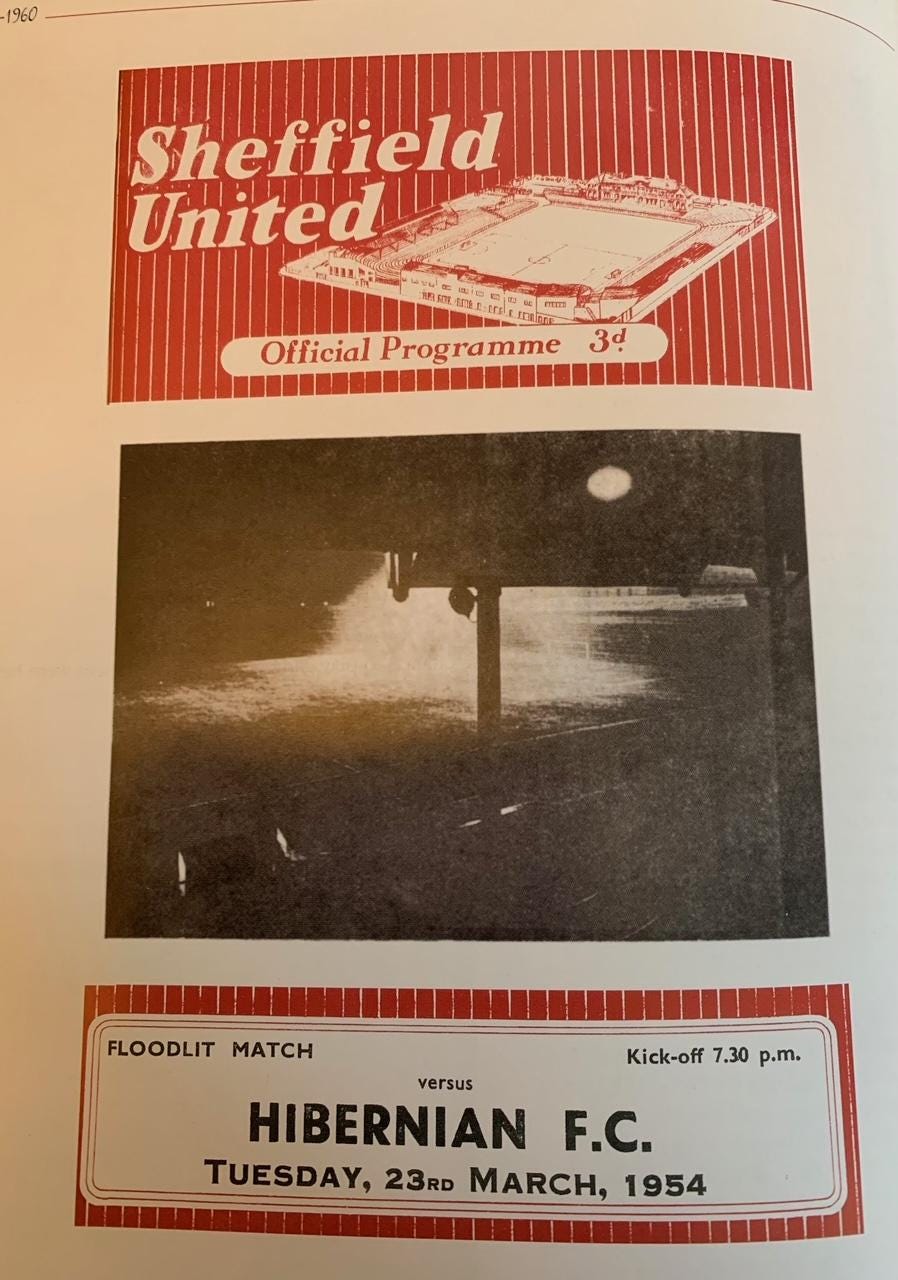 -1960
Sheffield
United
Official Programme 3d.
FLOODLIT MATCH
Kick-off 7.30 p.m.
versus
HIBERNIAN F.C.
TUESDAY, 23RD MARCH, 1954